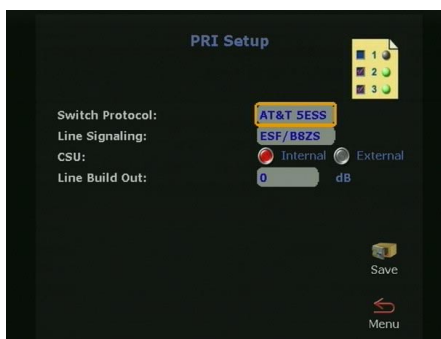 PRI Setup
1
2
3
Switch Protocol: AT&T 5ESS
Line Signaling: ESF/B8ZS
CSU: Internal External
Line Build Out: 0 dB
Save
Menu